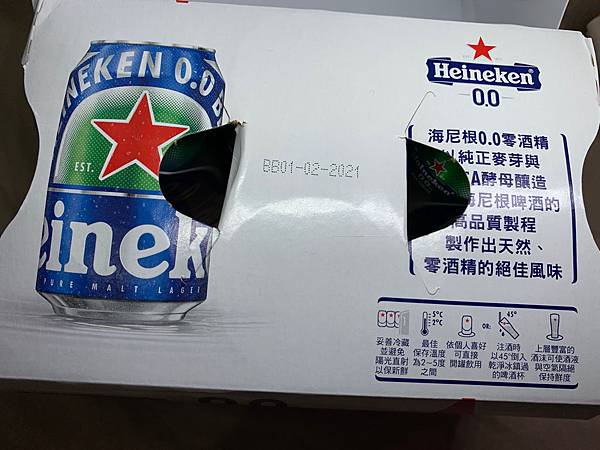 INEKEN 0.0 B
EST.
eineke
PURE MALT LAGER
BB01-02-2021
Heineken
0.0
海尼根0.0零酒精
以純正麥芽與
A酵母釀造
海尼根啤酒的
高品質製程
製作出天然、
零酒精的絕佳風味
妥善冷藏
並避免
陽光直射
以保新鮮
5°C
2°C
最佳
保存溫度
為2~5度
之間
OR:
依個人喜好
可直接
開罐飲用
45°
注酒時
以45°倒入
乾淨冰鎮過
的啤酒杯
上層豐富的
酒沫可使酒液
與空氣隔絕
保持鮮度